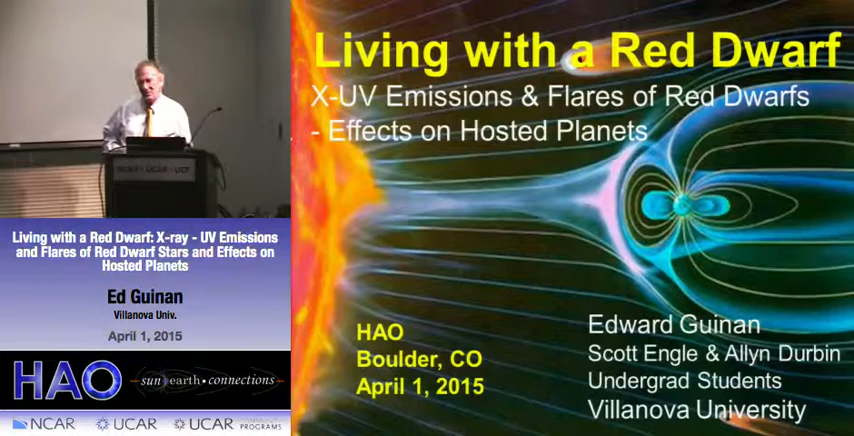 NCAR · UCAR · UCP
Living with a Red Dwarf: X-ray - UV Emissions
and Flares of Red Dwarf Stars and Effects on
Hosted Planets
Ed Guinan
Villanova Univ.
April 1, 2015
HAO
sun earth • connections
NCAR
UCAR
UCAR
PROGRAMS
Living with a Red Dwarf
X-UV Emissions & Flares of Red Dwarfs
- Effects on Hosted Planets
HAO
Boulder, CO
April 1, 2015
Edward Guinan
Scott Engle & Allyn Durbin
Undergrad Students
Villanova University